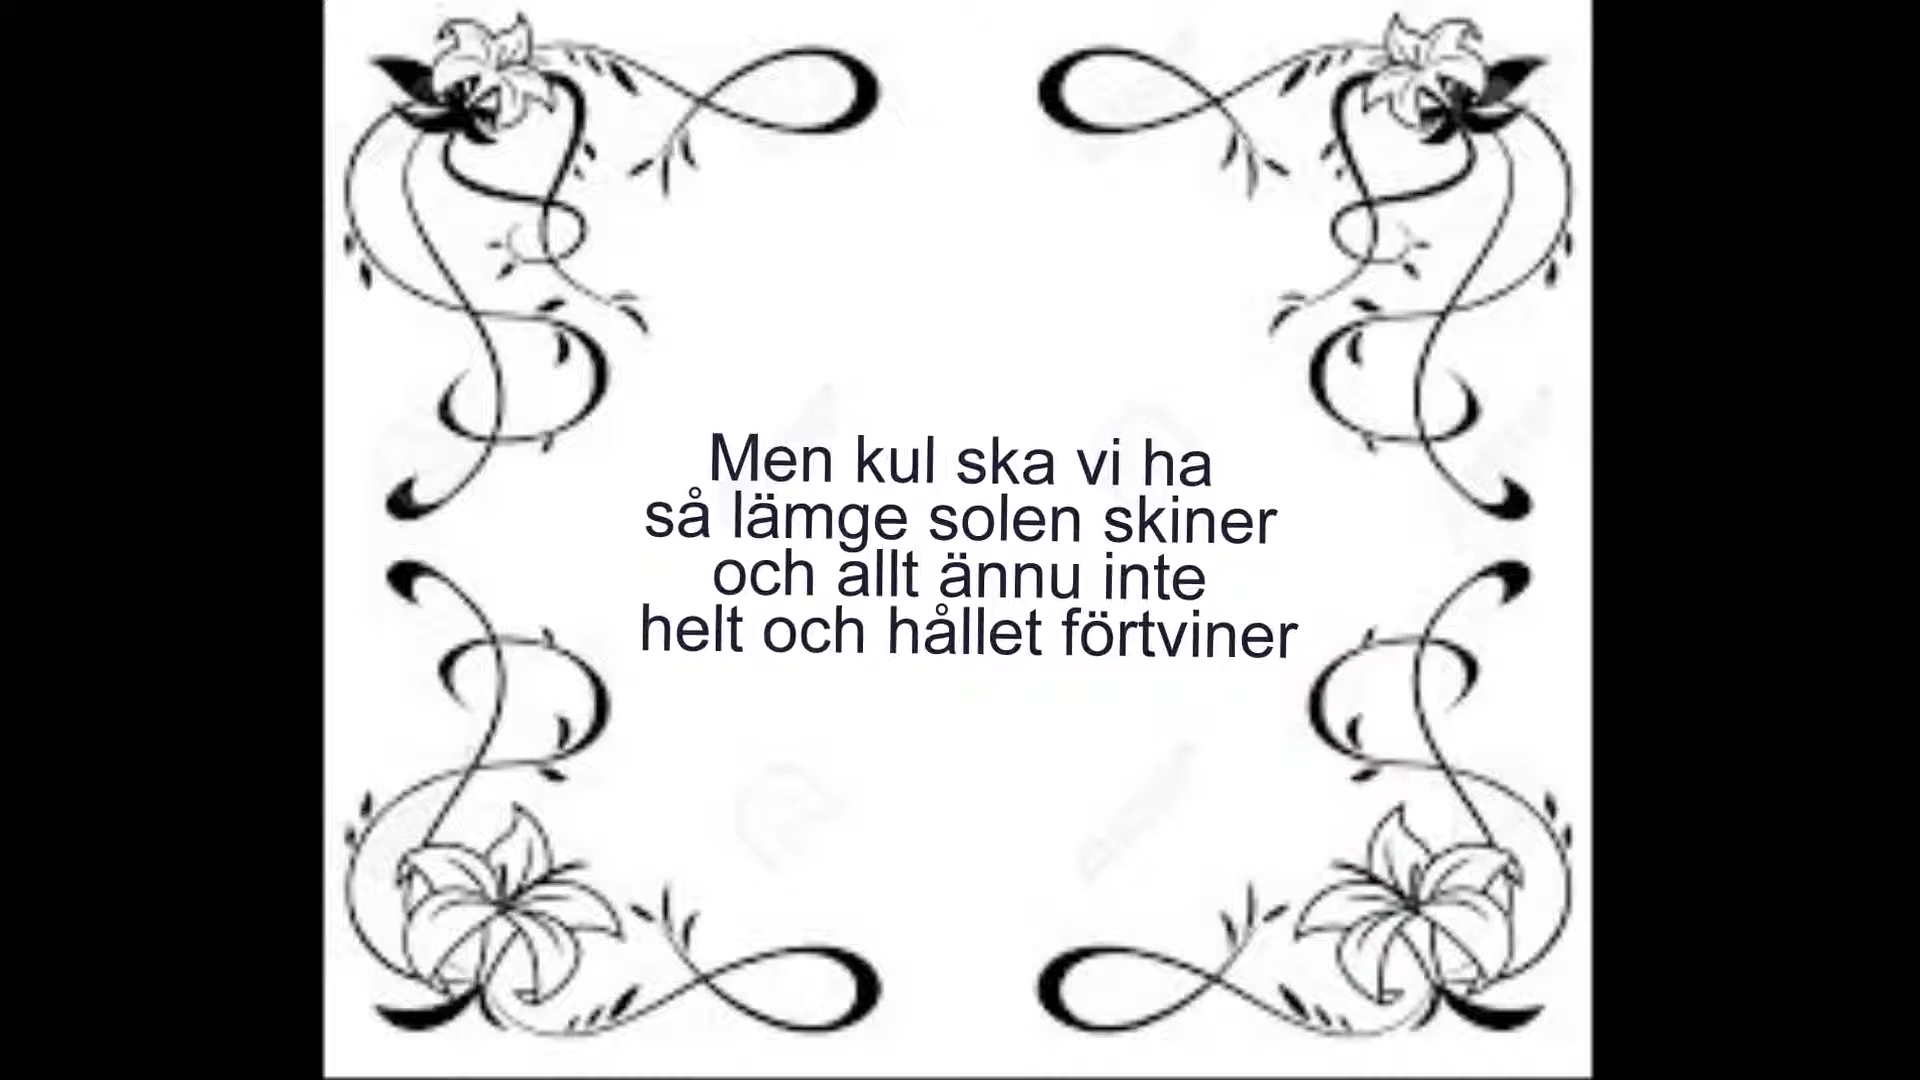 Men kul ska vi ha
så lämge solen skiner
och allt ännu inte
helt och hållet förtviner